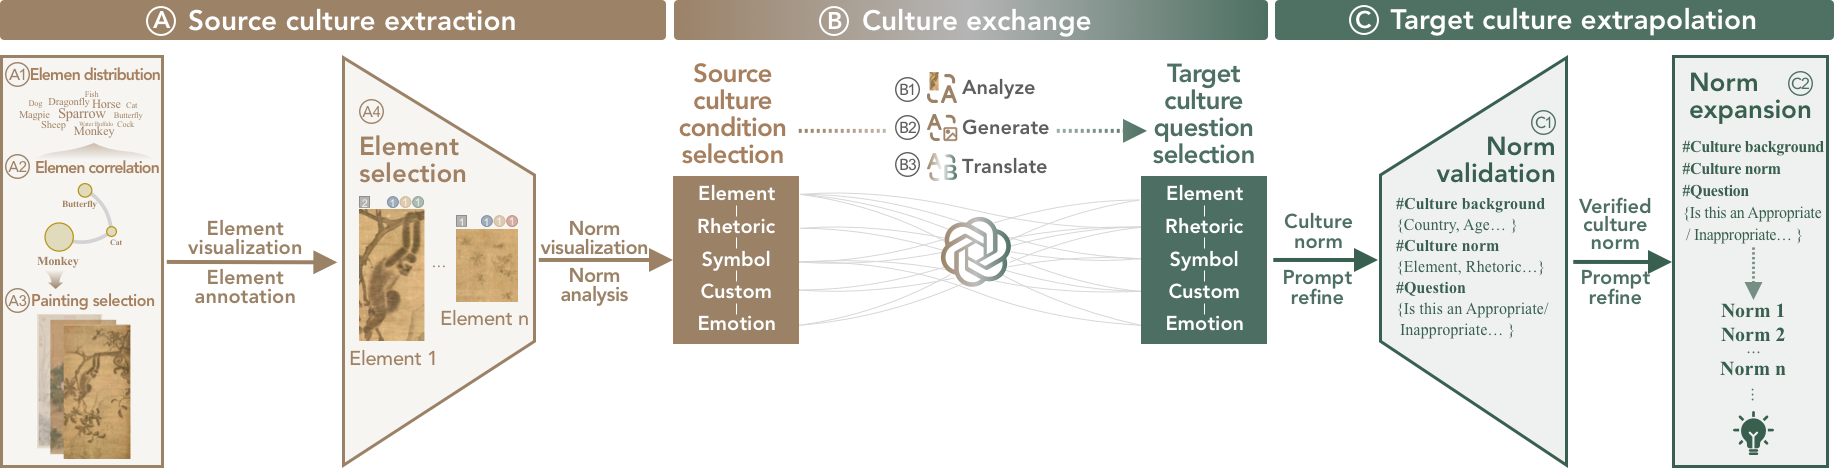 A Source culture extraction
B Culture exchange
C Target culture extrapolation
A1 Elemen distribution
Fish
Dog Dragonfly Horse Cat
Magpie Sparrow Butterfly
Sheep Water Buffalo Cock
Monkey
A2 Elemen correlation
Butterfly
Cat
Monkey
A3 Painting selection
Element
visualization
Element
annotation
A4
Element
selection
2 1 1 1
1 1 1 1
...
Element 1
Element n
Norm
visualization
Norm
analysis
Source
culture
condition
selection
Element
Rhetoric
Symbol
Custom
Emotion
B1 A Analyze
B2 A Generate
B3 A B Translate
Target
culture
question
selection
Element
Rhetoric
Symbol
Custom
Emotion
Culture
norm
Prompt
refine
C1
Norm
validation
#Culture background
{Country, Age... }
#Culture norm
{Element, Rhetoric...}
#Question
{Is this an Appropriate/
Inappropriate... }
Verified
culture
norm
Prompt
refine
Norm C2
expansion
#Culture background
#Culture norm
#Question
{Is this an Appropriate
/ Inappropriate... }
Norm 1
Norm 2
...
Norm n
⋮